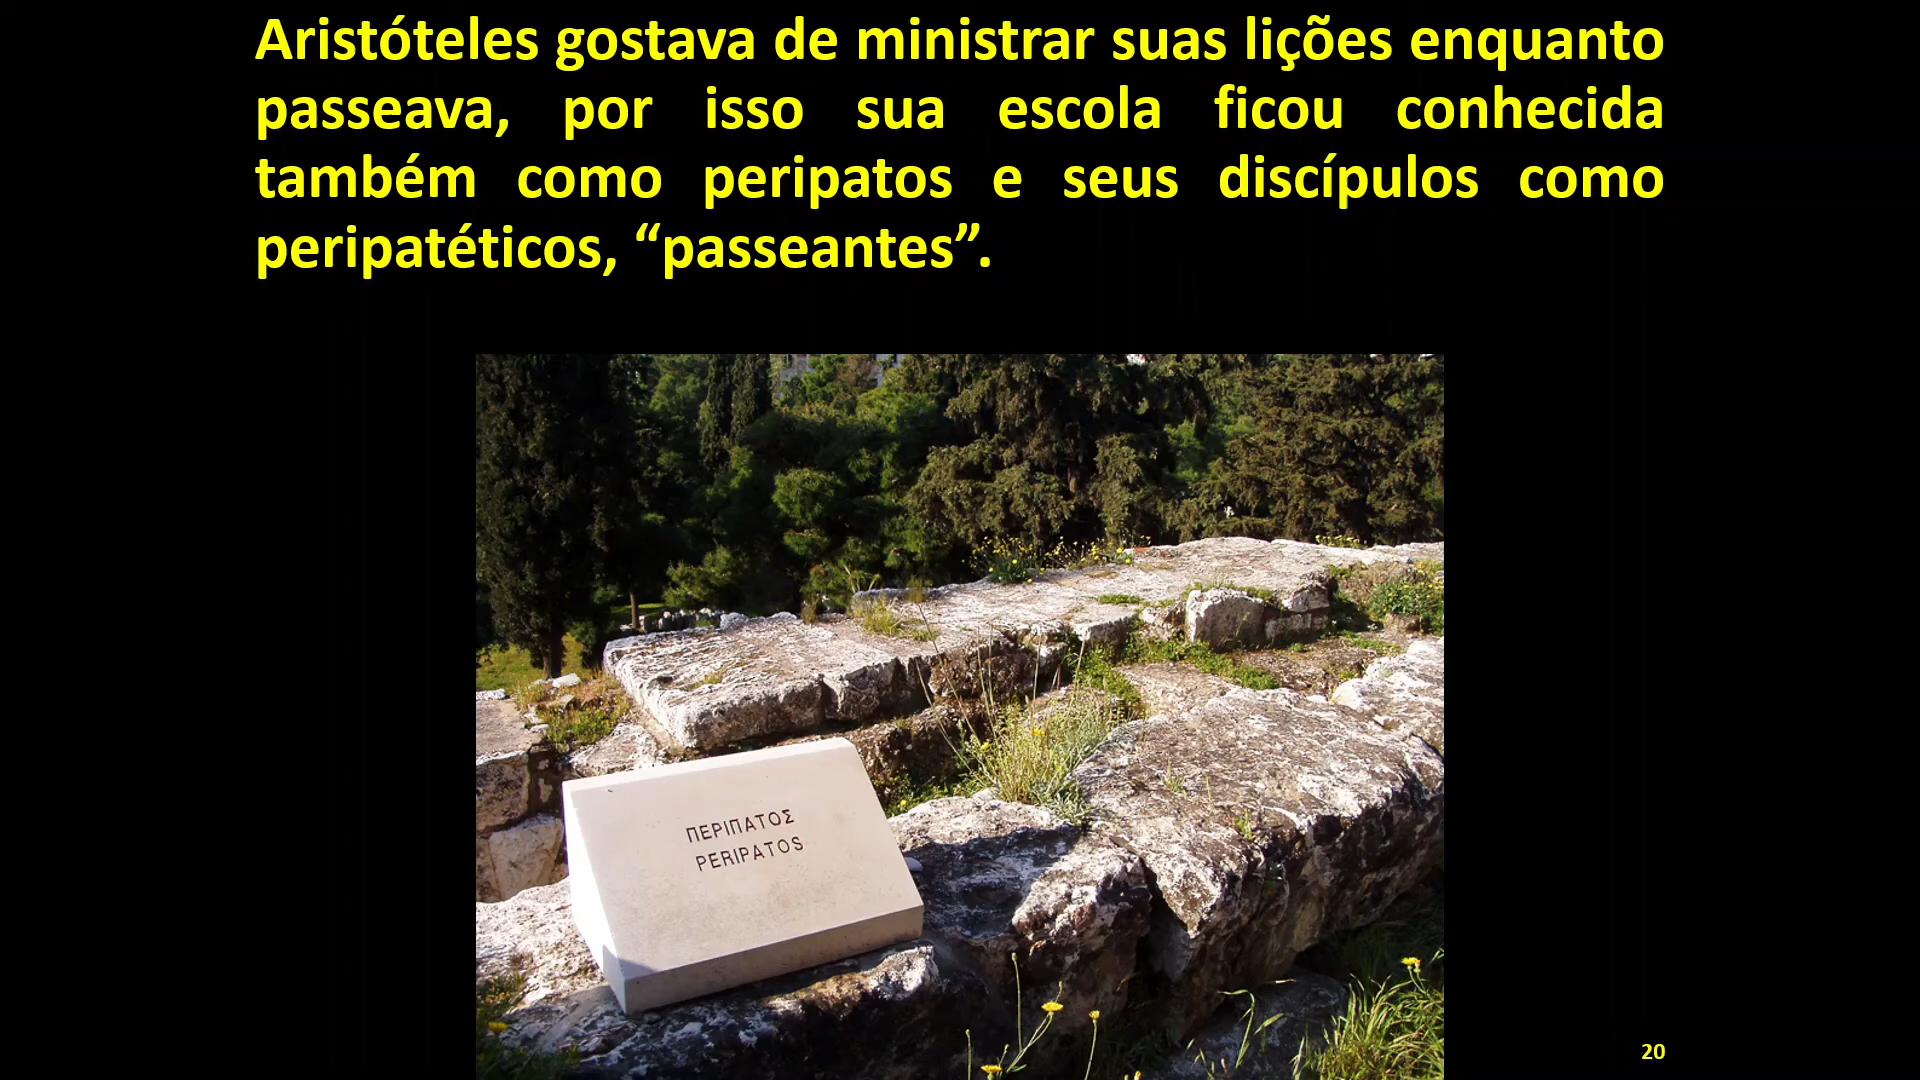 Aristóteles gostava de ministrar suas lições enquanto
passeava, por isso sua escola ficou conhecida
também como peripatos e seus discípulos como
peripatéticos, “passeantes”.
ΠΕΡΙΠΑΤΟΣ
PERIPATOS
20